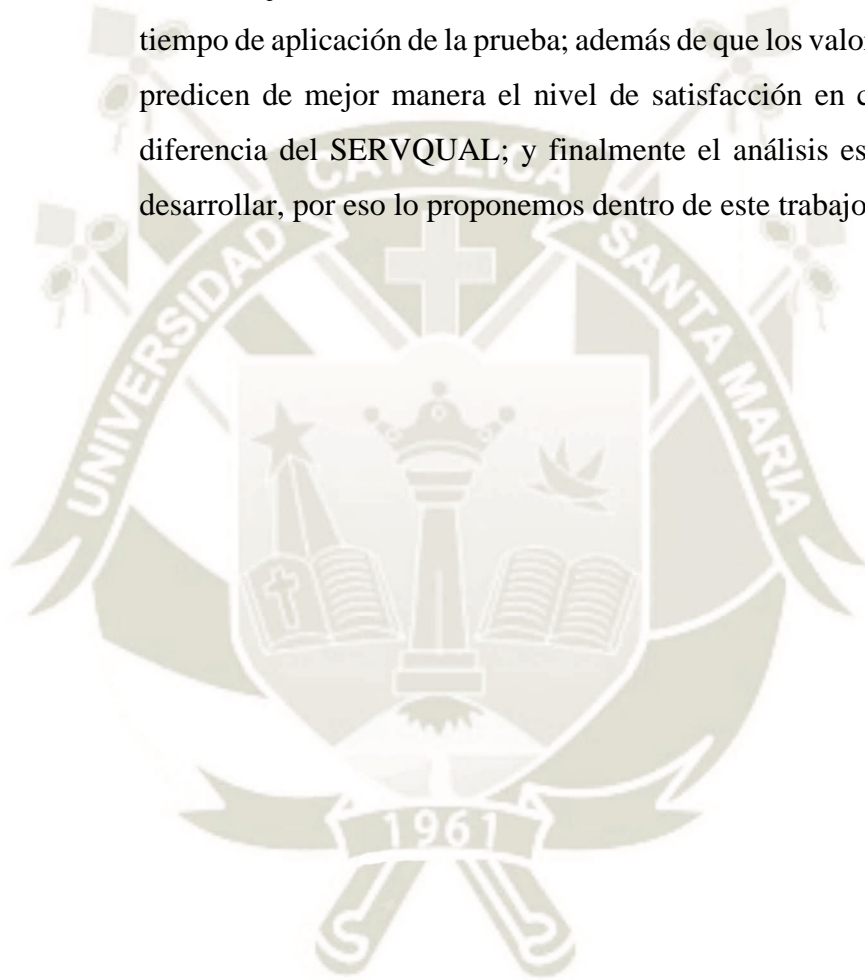 tiempo de aplicación de la prueba; además de que los valo
predicen de mejor manera el nivel de satisfacción en
diferencia del SERVQUAL; y finalmente el análisis es
desarrollar, por eso lo proponemos dentro de este trabajo
UNIVERSIDAD CATOLICA SANTA MARIA
1961